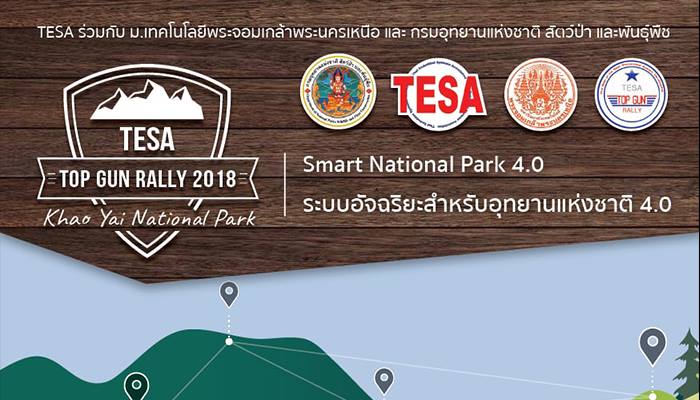 TESA ร่วมกับ ม.เทคโนโลยีพระจอมเกล้าพระนครเหนือ และ กรมอุทยานแห่งชาติ สัตว์ป่า และพันธุ์พืช
TESA
TOP GUN RALLY 2018
Khao Yai National Park
TESA
TESA
TOP GUN
RALLY
Smart National Park 4.0
ระบบอัจฉริยะสำหรับอุทยานแห่งชาติ 4.0